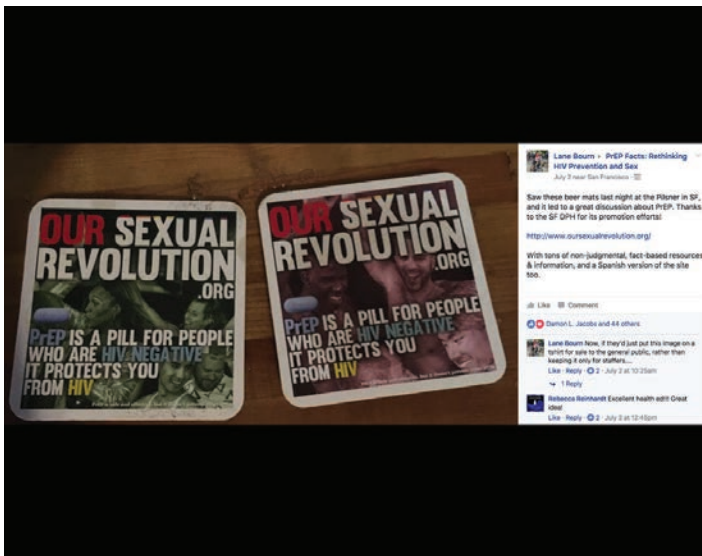 OUR SEXUAL
REVOLUTION
.ORG
PrEP IS A PILL FOR PEOPLE
WHO ARE HIV NEGATIVE
IT PROTECTS YOU
FROM HIV
OUR SEXUAL
REVOLUTION
.ORG
PrEP IS A PILL FOR PEOPLE
WHO ARE HIV NEGATIVE
IT PROTECTS YOU
FROM HIV
Lane Bourn ▸ PrEP Facts: Rethinking
HIV Prevention and Sex
July 3 near San Francisco ·
Saw these beer mats last night at the Pilsner in SF,
and it led to a great discussion about PrEP. Thanks
to the SF DPH for its promotion efforts!
http://www.oursexualrevolution.org/
With tons of non-judgmental, fact-based resources
& information, and a Spanish version of the site
too.
Like Comment
Damon L. Jacobs and 44 others
Lane Bourn Now, if they'd just put this image on a
tshirt for sale to the general public, rather than
keeping it only for staffers....
Like · Reply · 2 · July 3 at 10:25am
1 Reply
Rebecca Reinhardt Excellent health ed!!! Great
idea!
Like · Reply · 2 · July 3 at 12:46pm